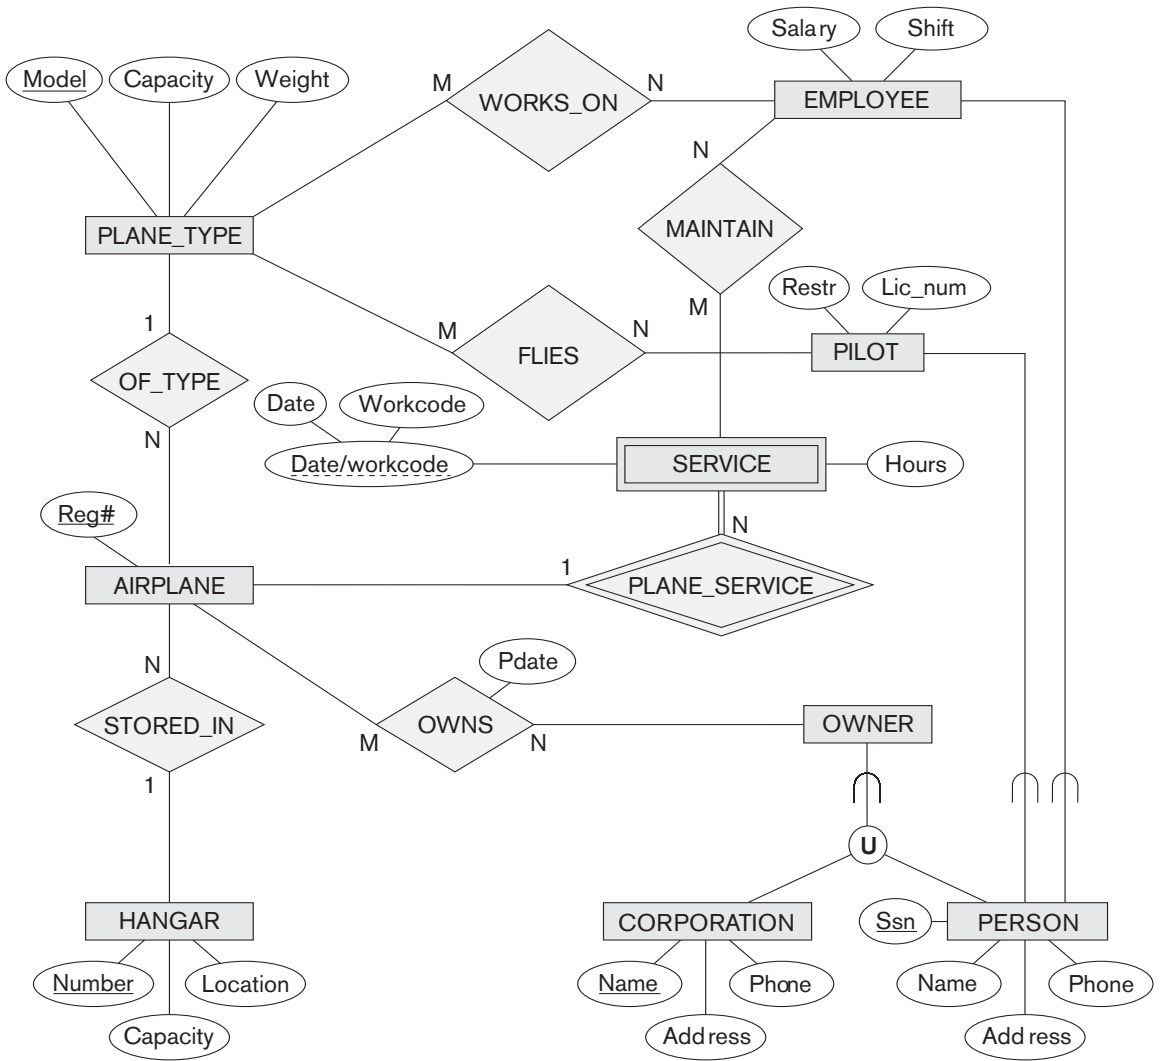 Salary
Shift
Model
Capacity
Weight
M
WORKS_ON
N
EMPLOYEE
N
MAINTAIN
PLANE_TYPE
Restr
Lic_num
M
1
M
FLIES
N
PILOT
OF_TYPE
Date
Workcode
N
Date/workcode
SERVICE
Hours
Reg#
N
AIRPLANE
1
PLANE_SERVICE
N
Pdate
STORED_IN
M
OWNS
N
OWNER
1
U
HANGAR
CORPORATION
Ssn
PERSON
Number
Location
Name
Phone
Name
Phone
Capacity
Address
Address